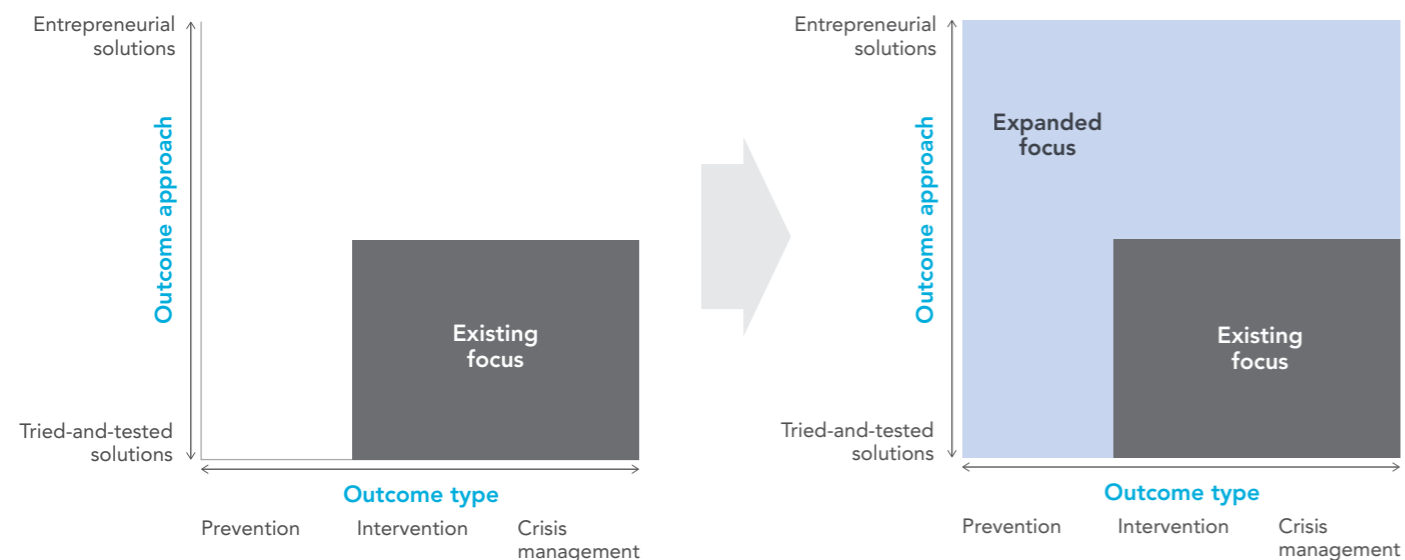 Entrepreneurial
solutions
Outcome approach
Existing
focus
Tried-and-tested
solutions
Outcome type
Prevention
Intervention
Crisis
management
Entrepreneurial
solutions
Outcome approach
Expanded
focus
Existing
focus
Tried-and-tested
solutions
Outcome type
Prevention
Intervention
Crisis
management